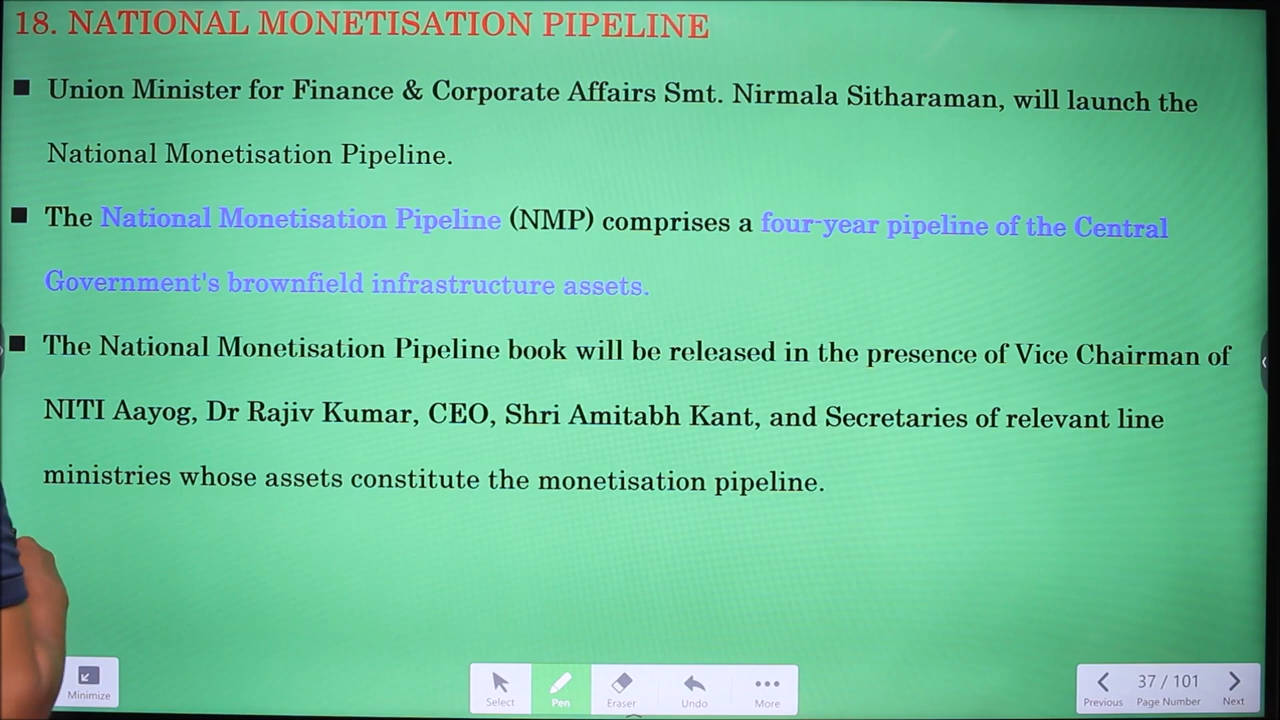 18. NATIONAL MONETISATION PIPELINE
■ Union Minister for Finance & Corporate Affairs Smt. Nirmala Sitharaman, will launch the
National Monetisation Pipeline.
■ The National Monetisation Pipeline (NMP) comprises a four-year pipeline of the Central
Government's brownfield infrastructure assets.
■ The National Monetisation Pipeline book will be released in the presence of Vice Chairman of
NITI Aayog, Dr Rajiv Kumar, CEO, Shri Amitabh Kant, and Secretaries of relevant line
ministries whose assets constitute the monetisation pipeline.
Minimize
Select Pen Eraser Undo More
37 / 101
Previous Page Number Next